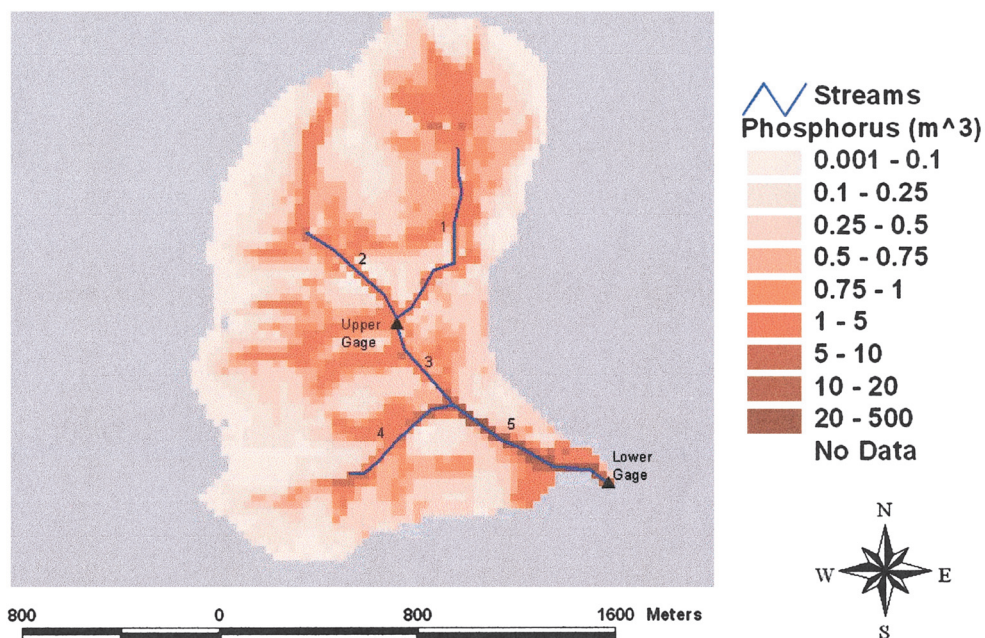 Streams
Phosphorus (m^3)
0.001 - 0.1
0.1 - 0.25
0.25 - 0.5
0.5 - 0.75
0.75 - 1
1 - 5
5 - 10
10 - 20
20 - 500
No Data
1
2
Upper
Gage
3
4
5
Lower
Gage
N
W E
S
800 0 800 1600 Meters